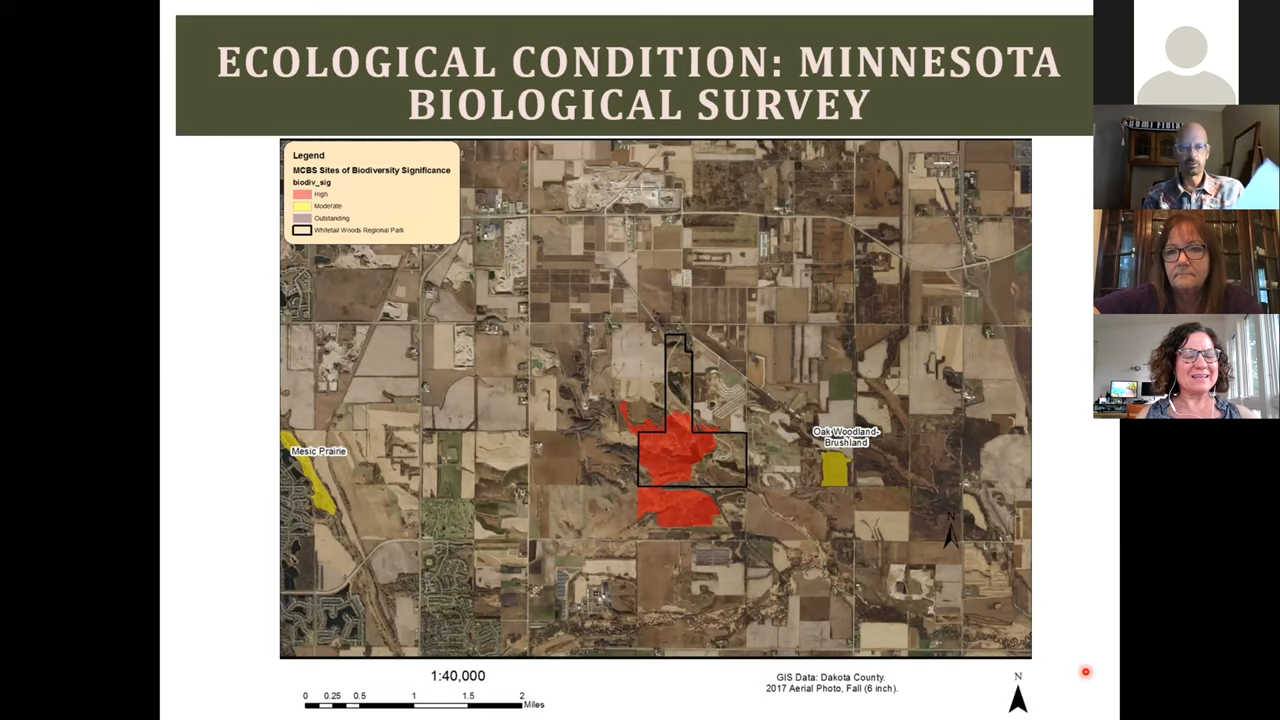 ECOLOGICAL CONDITION: MINNESOTA
BIOLOGICAL SURVEY
Legend
MCBS Sites of Biodiversity Significance
biodiv_sig
High
Moderate
Outstanding
Whitetail Woods Regional Park
Mesic Prairie
Oak Woodland-
Brushland
N
1:40,000
0 0.25 0.5 1 1.5 2
Miles
GIS Data: Dakota County.
2017 Aerial Photo, Fall (6 inch).
N